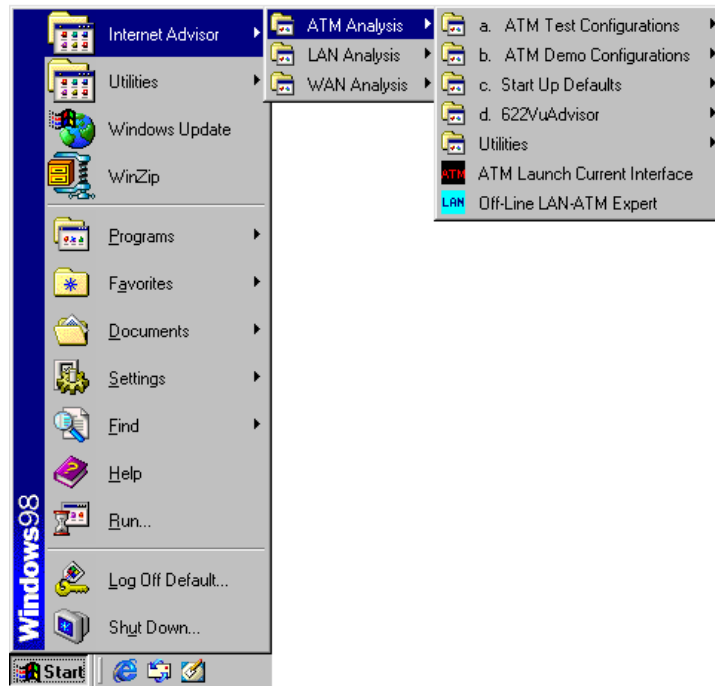 Internet Advisor
Utilities
Windows Update
WinZip
Programs
Favorites
Documents
Settings
Find
Help
Run...
Log Off Default...
Shut Down...
Windows98
Start
ATM Analysis
LAN Analysis
WAN Analysis
a. ATM Test Configurations
b. ATM Demo Configurations
c. Start Up Defaults
d. 622VuAdvisor
Utilities
ATM ATM Launch Current Interface
LAN Off-Line LAN-ATM Expert